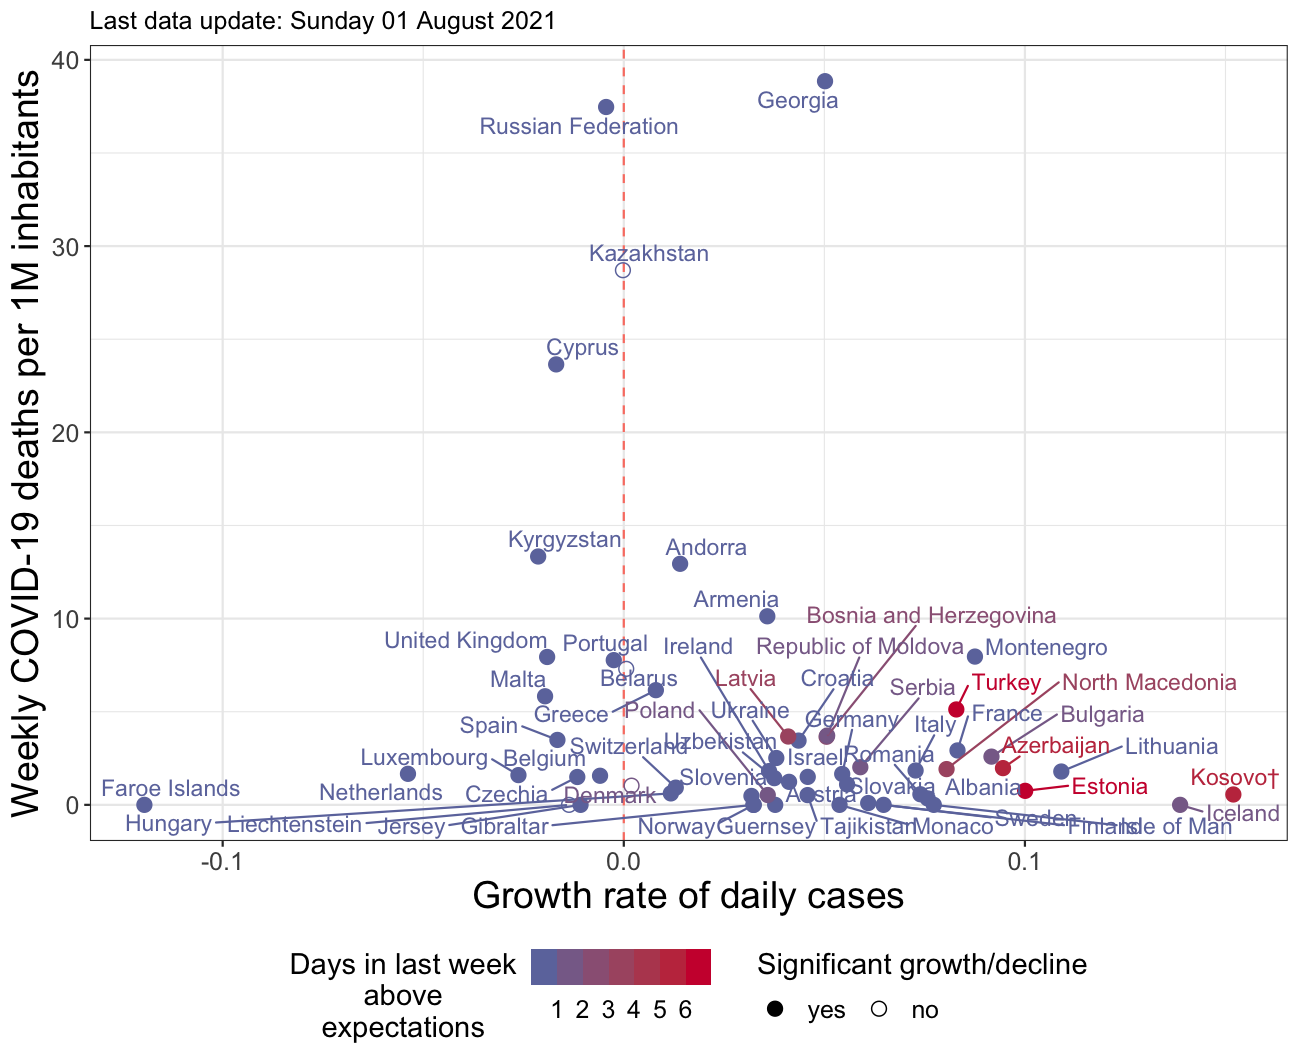 Last data update: Sunday 01 August 2021
Weekly COVID-19 deaths per 1M inhabitants
40
30
20
10
0
Georgia
Russian Federation
Kazakhstan
Cyprus
Kyrgyzstan
Andorra
Armenia
Bosnia and Herzegovina
United Kingdom
Portugal
Ireland
Republic of Moldova
Montenegro
Malta
Belarus
Latvia
Croatia
Serbia
Turkey
North Macedonia
Greece
Poland
Ukraine
Germany
Italy
France
Bulgaria
Spain
Switzerland
Uzbekistan
Azerbaijan
Lithuania
Luxembourg
Belgium
Israel
Romania
Slovenia
Kosovo†
Faroe Islands
Netherlands
Czechia
Denmark
Austria
Slovakia
Albania
Estonia
Iceland
Hungary
Liechtenstein
Jersey
Gibraltar
Norway
Guernsey
Tajikistan
Monaco
Sweden
Finland
Isle of Man
-0.1
0.0
0.1
Growth rate of daily cases
Days in last week
above
expectations
1 2 3 4 5 6
Significant growth/decline
yes
no